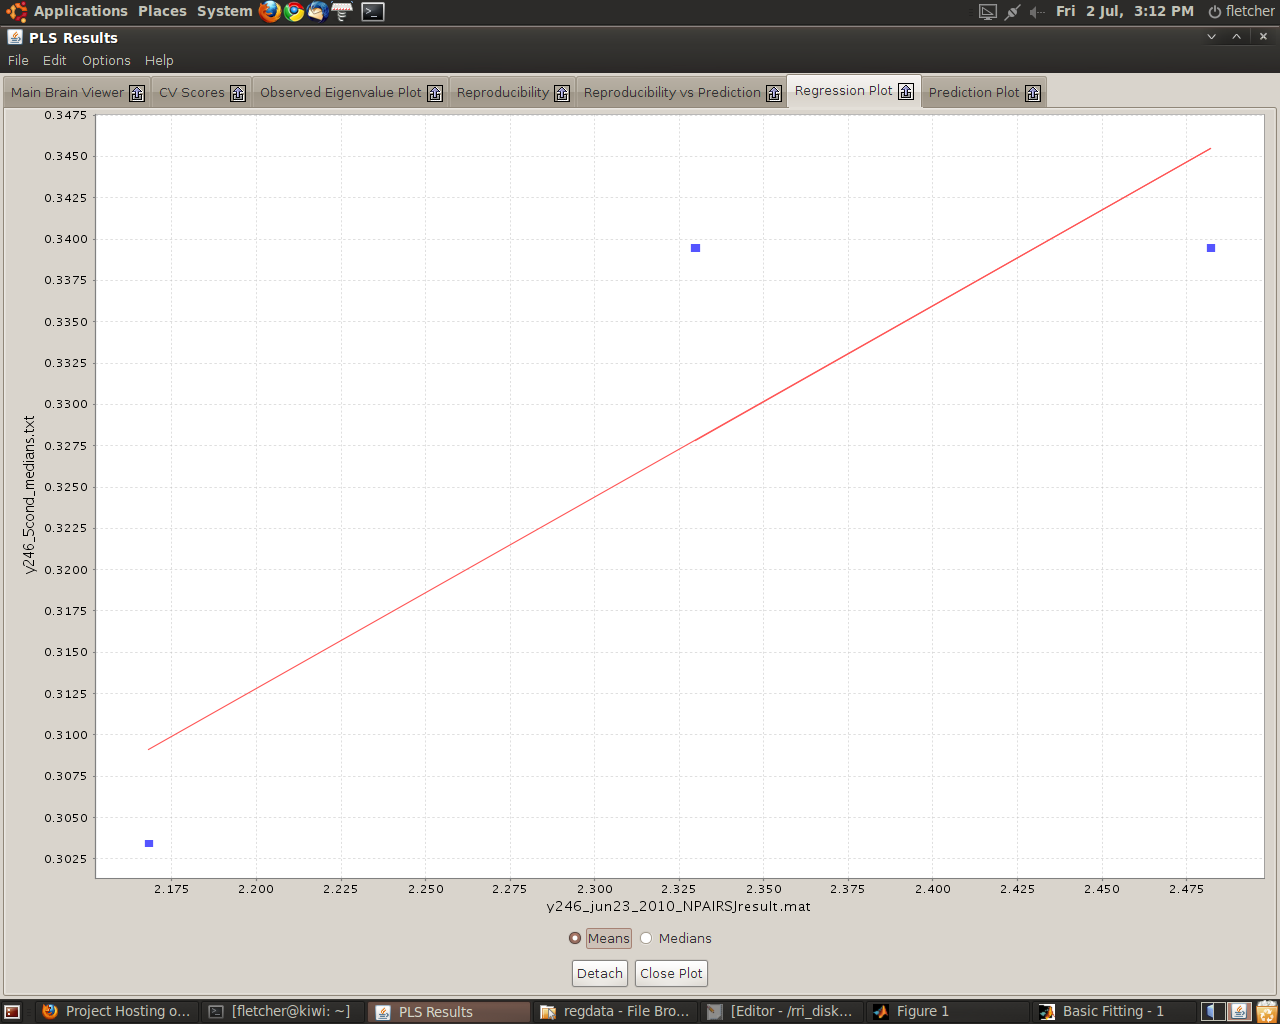 Applications Places System
Fri 2 Jul, 3:12 PM fletcher
PLS Results
File Edit Options Help
Main Brain Viewer CV Scores Observed Eigenvalue Plot Reproducibility Reproducibility vs Prediction Regression Plot Prediction Plot
0.3475
0.3450
0.3425
0.3400
0.3375
0.3350
0.3325
0.3300
0.3275
0.3250
0.3225
0.3200
0.3175
0.3150
0.3125
0.3100
0.3075
0.3050
0.3025
y246_5cond_medians.txt
2.175 2.200 2.225 2.250 2.275 2.300 2.325 2.350 2.375 2.400 2.425 2.450 2.475
y246_jun23_2010_NPAIRSJresult.mat
Means Medians
Detach Close Plot
Project Hosting o... [fletcher@kiwi: ~] PLS Results regdata - File Bro... [Editor - /rri_disk... Figure 1 Basic Fitting - 1